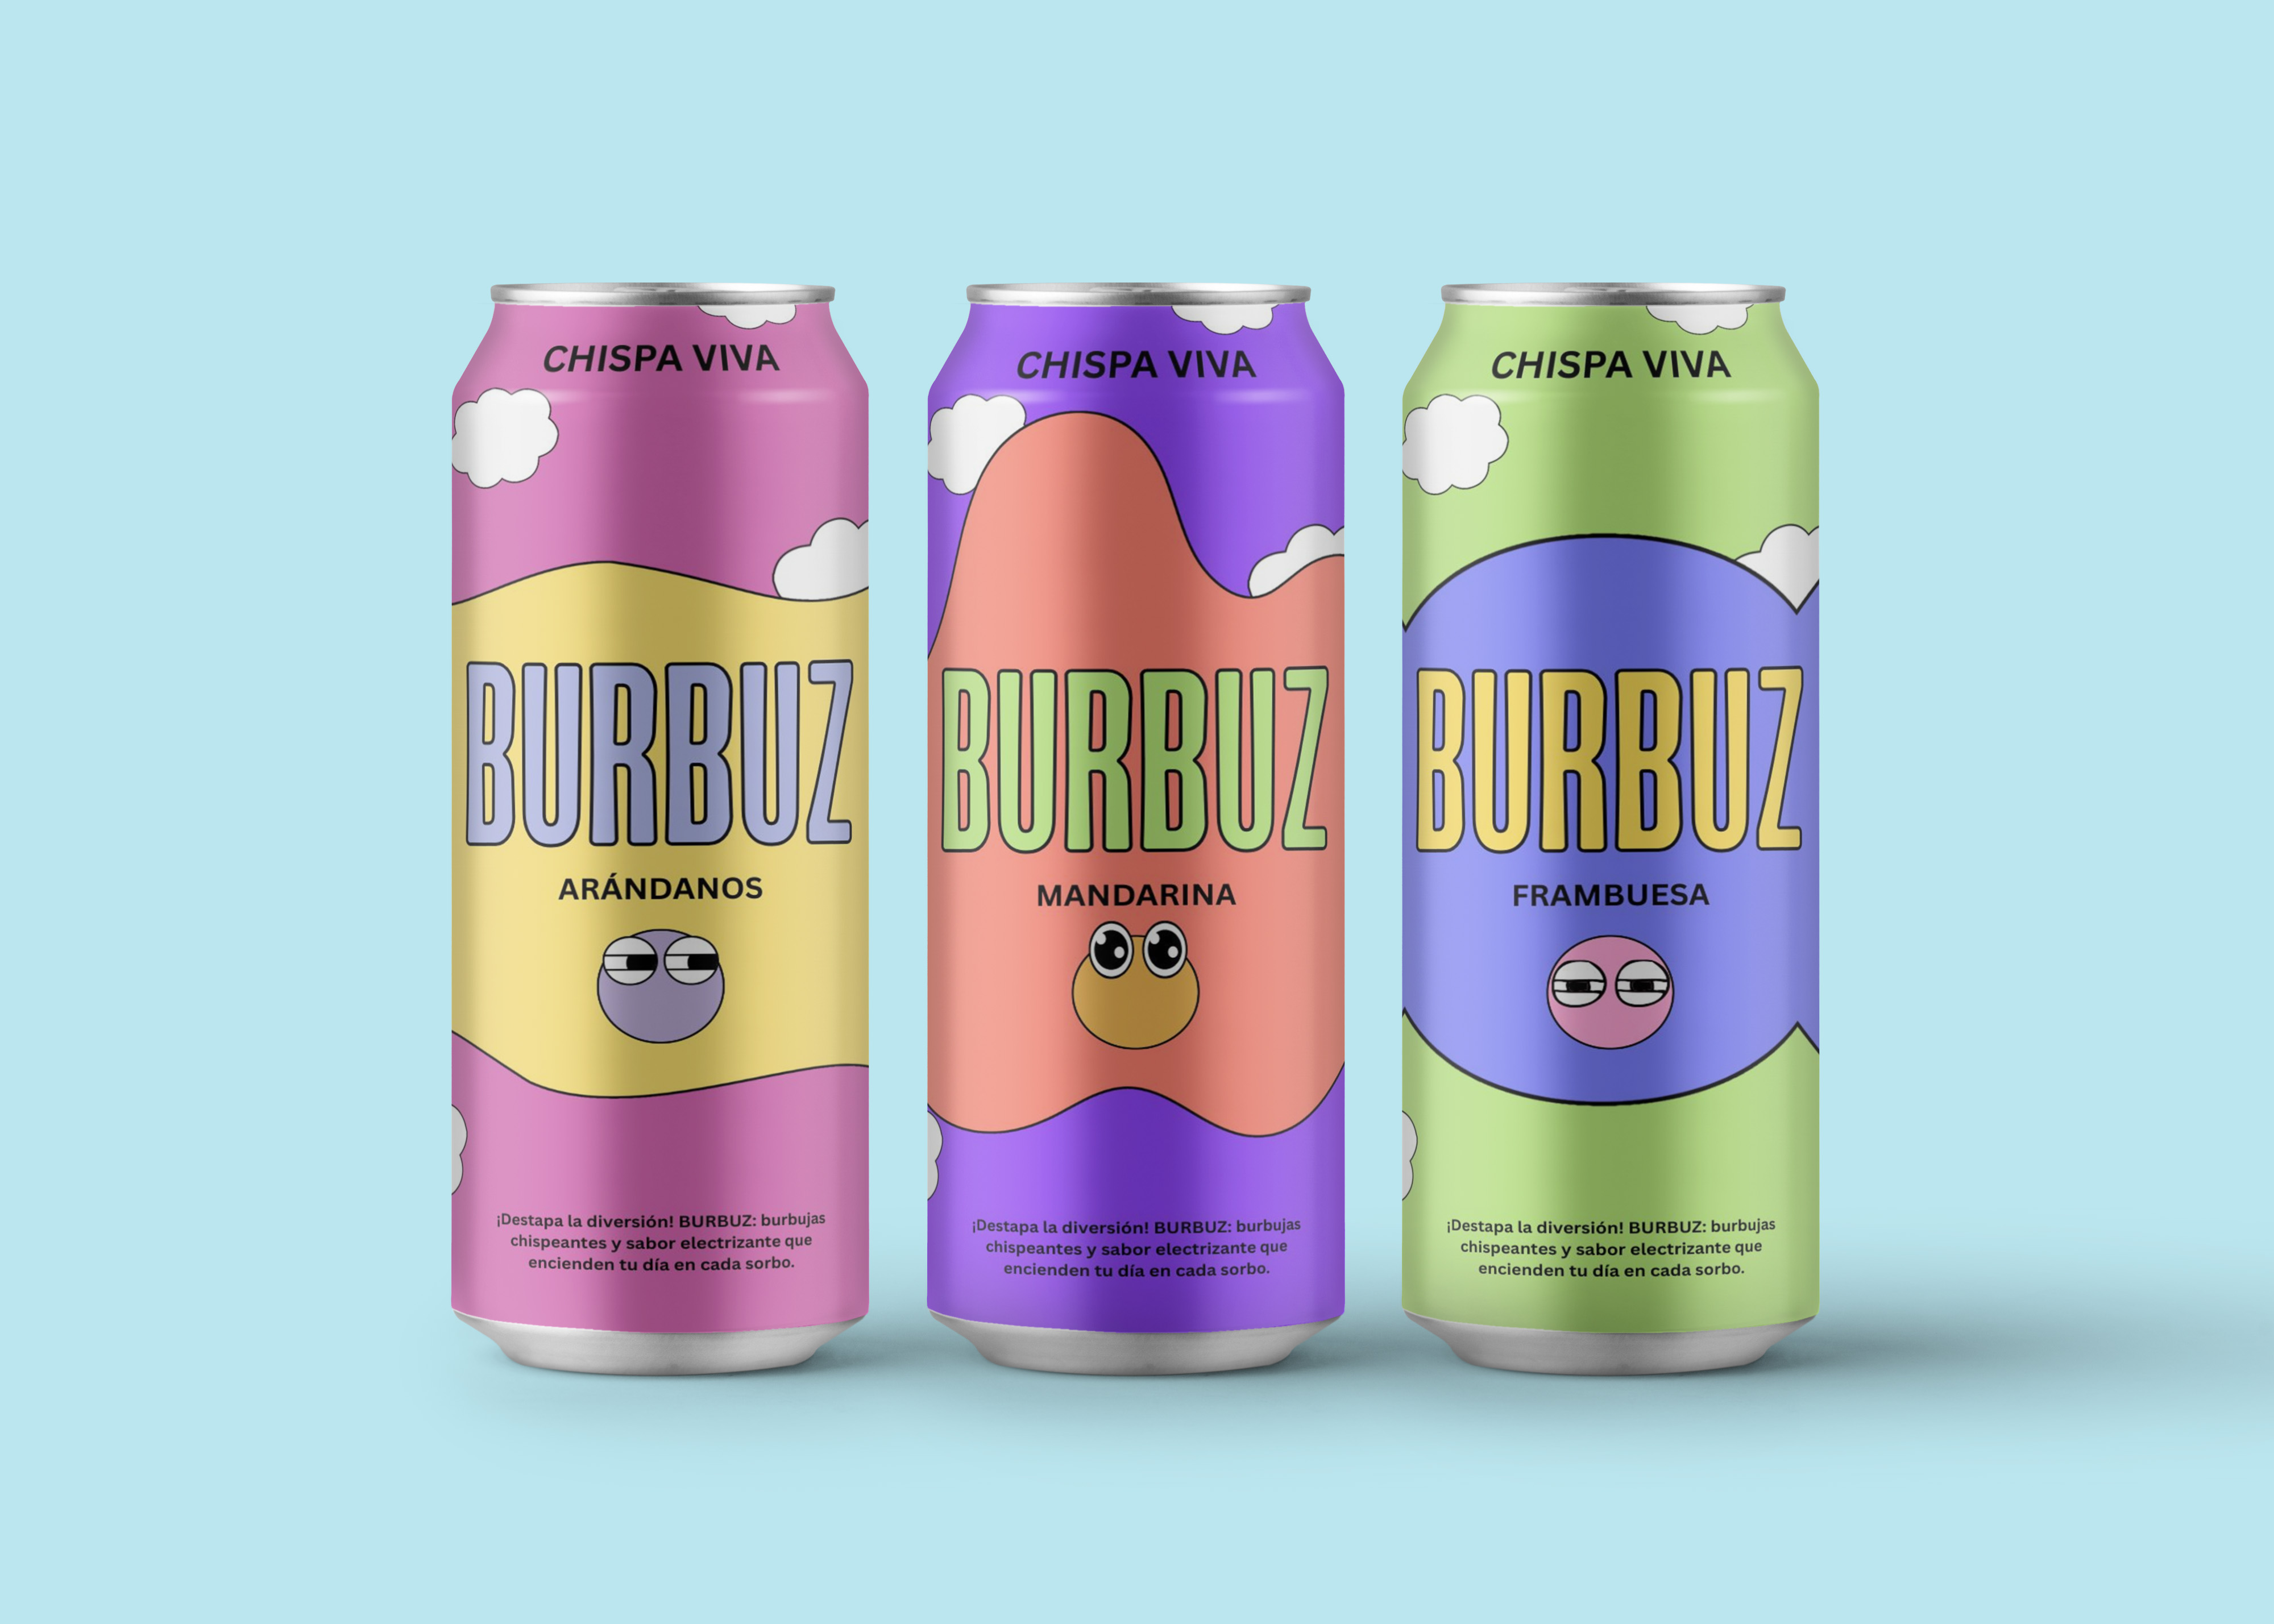 CHISPA VIVA
BURBUZ
ARÁNDANOS
¡Destapa la diversión! BURBUZ: burbujas
chispeantes y sabor electrizante que
encienden tu día en cada sorbo.
CHISPA VIVA
BURBUZ
MANDARINA
¡Destapa la diversión! BURBUZ: burbujas
chispeantes y sabor electrizante que
encienden tu día en cada sorbo.
CHISPA VIVA
BURBUZ
FRAMBUESA
¡Destapa la diversión! BURBUZ: burbujas
chispeantes y sabor electrizante que
encienden tu día en cada sorbo.